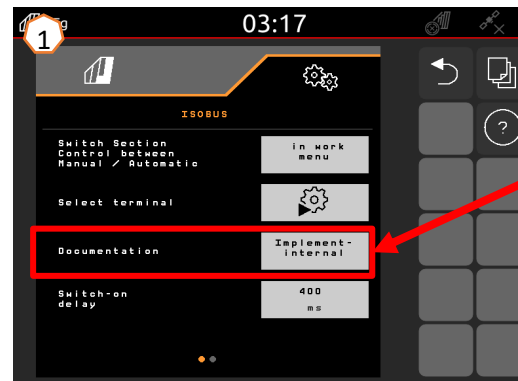 1
03:17
ISOBUS
Switch Section
Control between
Manual / Automatic
in work
menu
Select terminal
Documentation
Implement-
internal
Switch-on
delay
400
ms
?